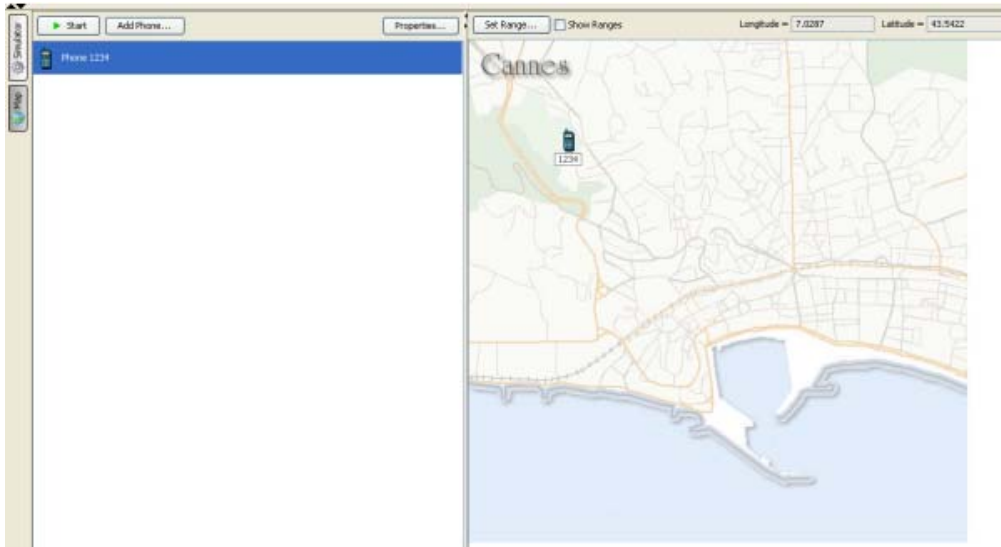 Start
Add Phone...
Properties...
Set Range...
Show Ranges
Longitude = 7.0287
Latitude = 43.5422
Simulator
Map
Phone 1234
Cannes
1234